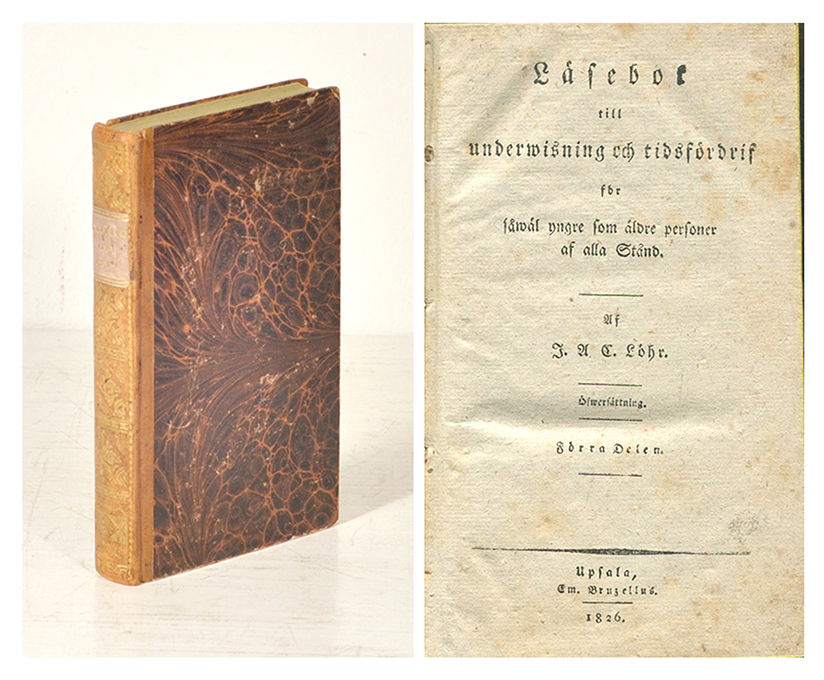 Läsebok
till
underwisning och tidsfördrif
för
såwäl yngre som äldre personer
af alla Stånd.
Af
J. A. C. Löhr.
Öfwersättning.
Förra Delen.
Upsala,
Em. Bruzelius.
1826.